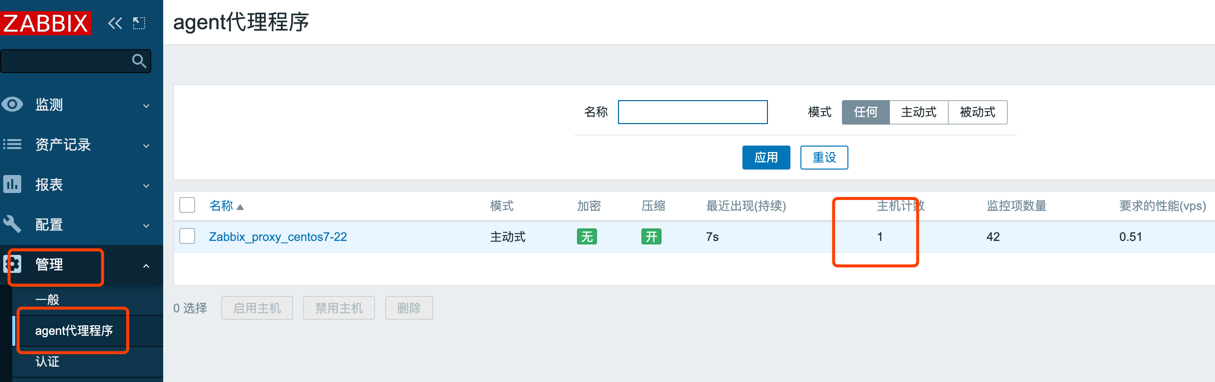 ZABBIX
agent代理程序
监测
资产记录
报表
配置
管理
一般
agent代理程序
认证
名称 模式 任何 主动式 被动式
应用 重设
名称 模式 加密 压缩 最近出现(持续) 主机计数 监控项数量 要求的性能(vps)
Zabbix_proxy_centos7-22 主动式 无 开 7s 1 42 0.51
0 选择 启用主机 禁用主机 删除